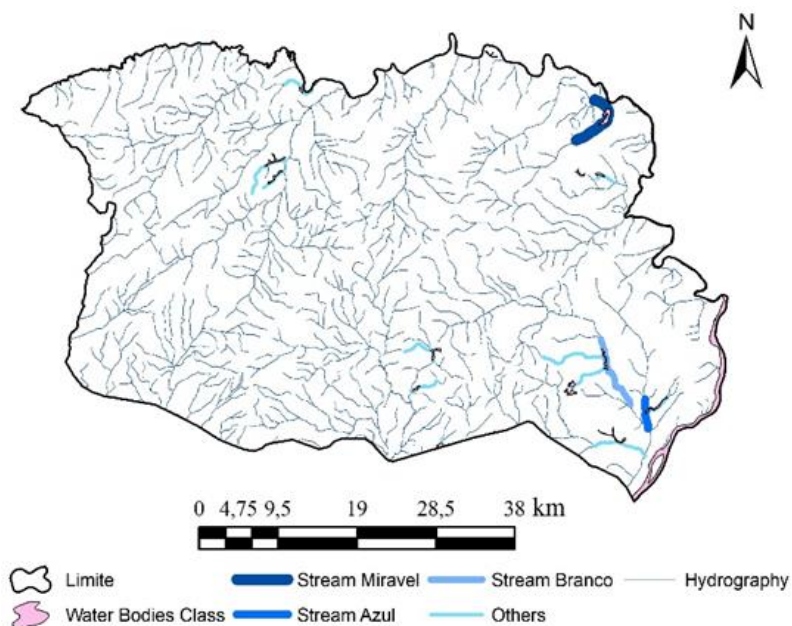 N
0 4,75 9,5 19 28,5 38 km
Limite Stream Miravel Stream Branco Hydrography
Water Bodies Class Stream Azul Others